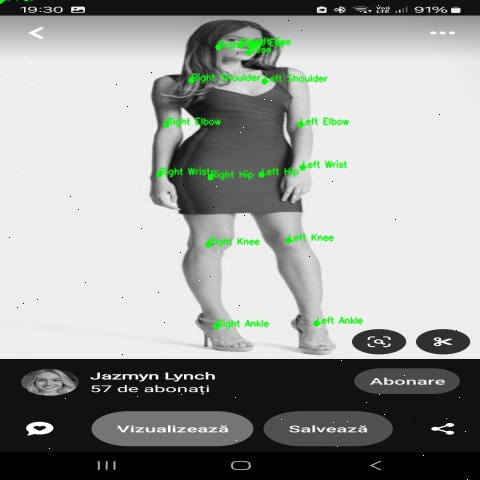 19:30 91%
Nose
Right Shoulder Left Shoulder
Right Elbow Left Elbow
Right Wrist Right Hip Left Hip Left Wrist
Right Knee Left Knee
Right Ankle Left Ankle
Jazmyn Lynch
57 de abonați
Abonare
Vizualizează Salvează